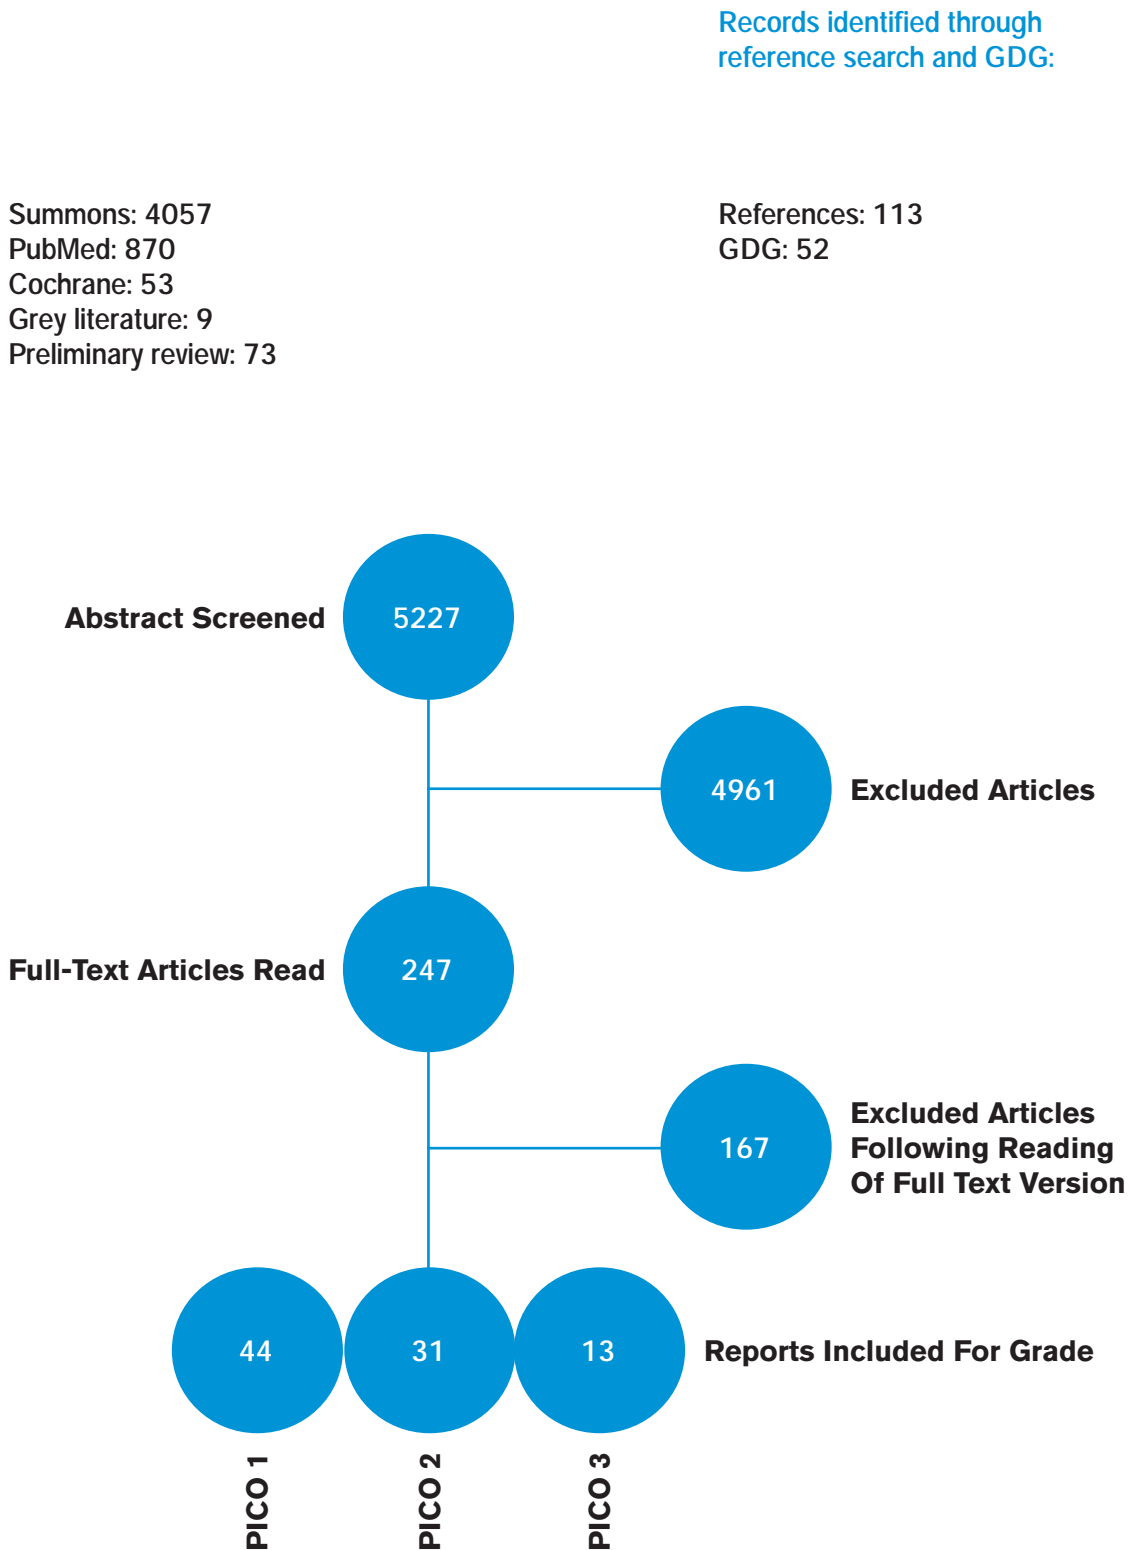 Records identified through
reference search and GDG:
Summons: 4057
PubMed: 870
Cochrane: 53
Grey literature: 9
Preliminary review: 73
References: 113
GDG: 52
Abstract Screened
5227
4961
Excluded Articles
Full-Text Articles Read
247
167
Excluded Articles
Following Reading
Of Full Text Version
44
31
13
Reports Included For Grade
PICO 1
PICO 2
PICO 3